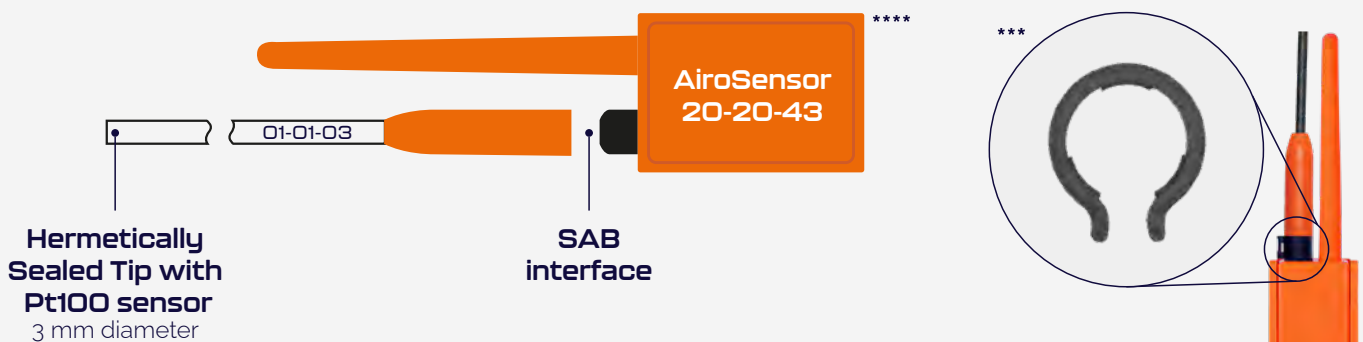 ****
***
AiroSensor
20-20-43
01-01-03
Hermetically
Sealed Tip with
Pt100 sensor
3 mm diameter
SAB
interface